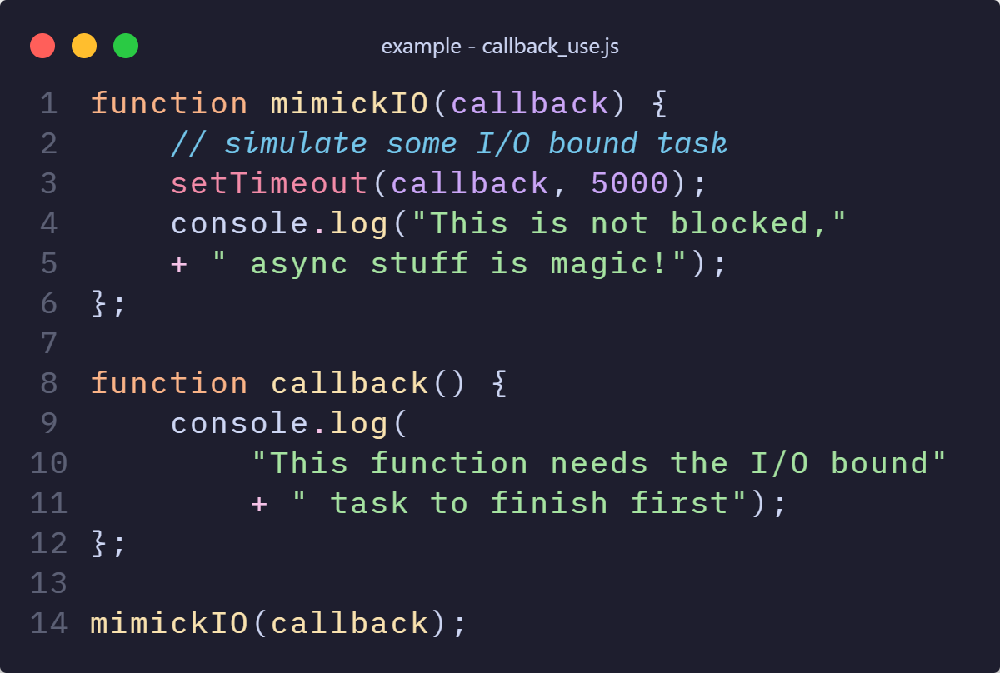 example - callback_use.js
1 function mimickIO(callback) {
2     // simulate some I/O bound task
3     setTimeout(callback, 5000);
4     console.log("This is not blocked,"
5     + " async stuff is magic!");
6 };
7
8 function callback() {
9     console.log(
10         "This function needs the I/O bound"
11         + " task to finish first");
12 };
13
14 mimickIO(callback);